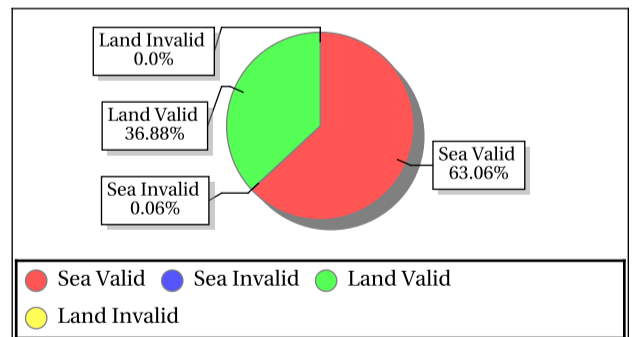 Land Invalid
0.0%
Land Valid
36.88%
Sea Invalid
0.06%
Sea Valid
63.06%
Sea Valid Sea Invalid Land Valid
Land Invalid